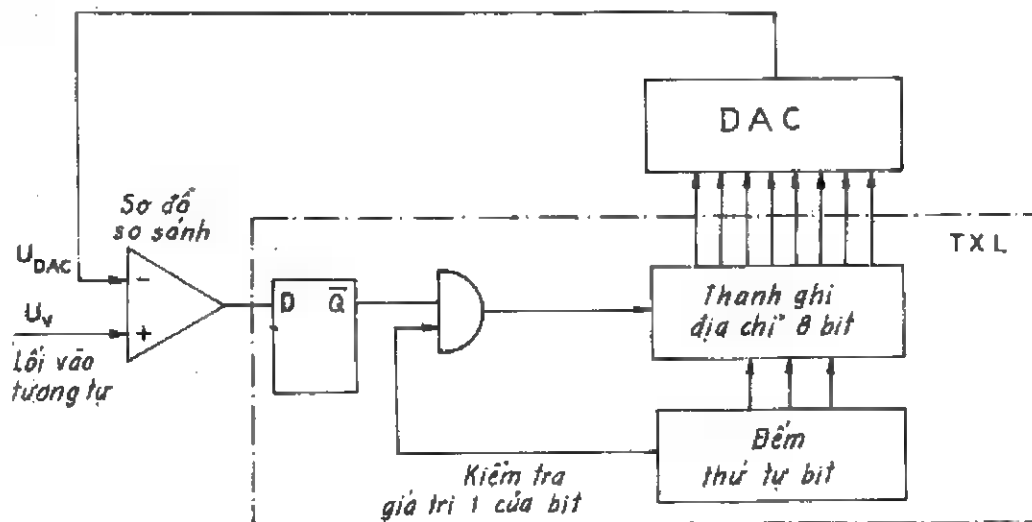 DAC
Sơ đồ
so sánh
TXL
U_DAC
-
D Q̅
Thanh ghi
địa chỉ 8 bit
U_v
+
Lối vào
tương tự
Đếm
thứ tự bit
Kiểm tra
giá trị 1 của bit